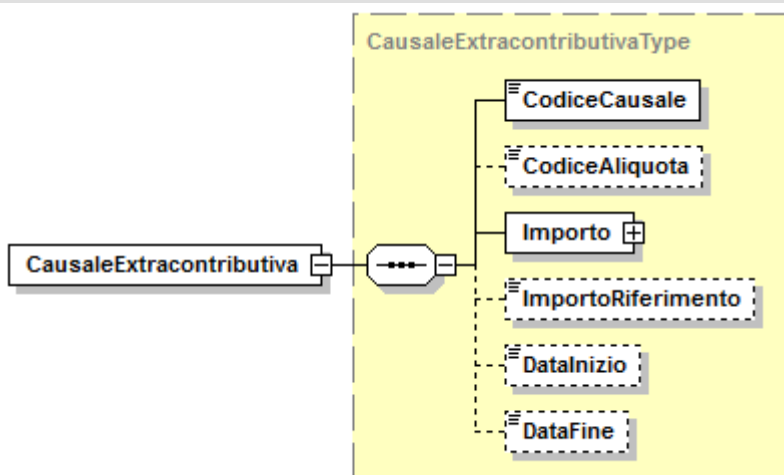 CausaleExtracontributivaType
CodiceCausale
CodiceAliquota
Importo
CausaleExtracontributiva
ImportoRiferimento
DataInizio
DataFine